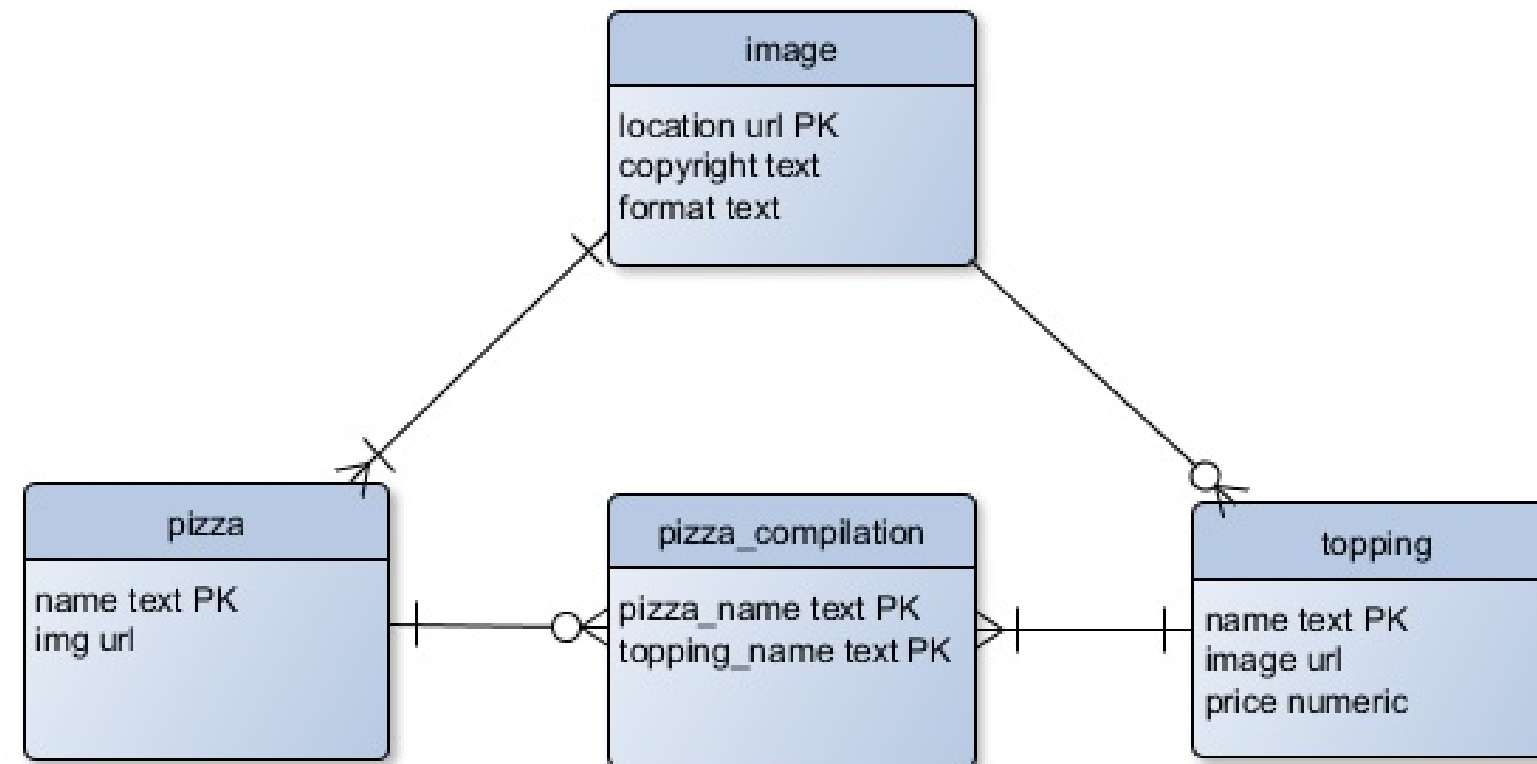 image
location url PK
copyright text
format text
pizza
name text PK
img url
pizza_compilation
pizza_name text PK
topping_name text PK
topping
name text PK
image url
price numeric